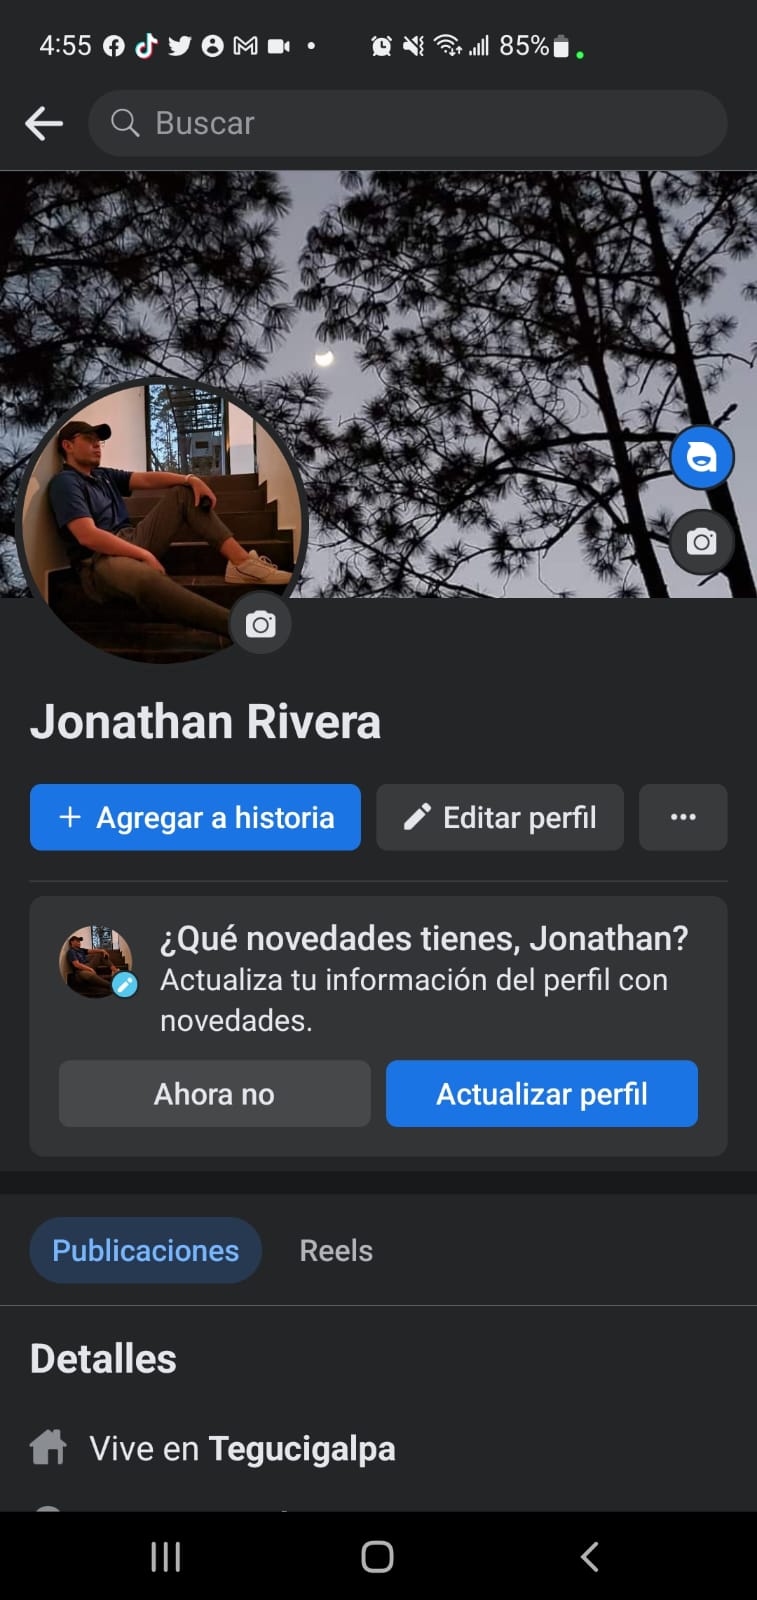 4:55
85%
Buscar
Jonathan Rivera
+ Agregar a historia
Editar perfil
¿Qué novedades tienes, Jonathan?
Actualiza tu información del perfil con
novedades.
Ahora no
Actualizar perfil
Publicaciones
Reels
Detalles
Vive en Tegucigalpa